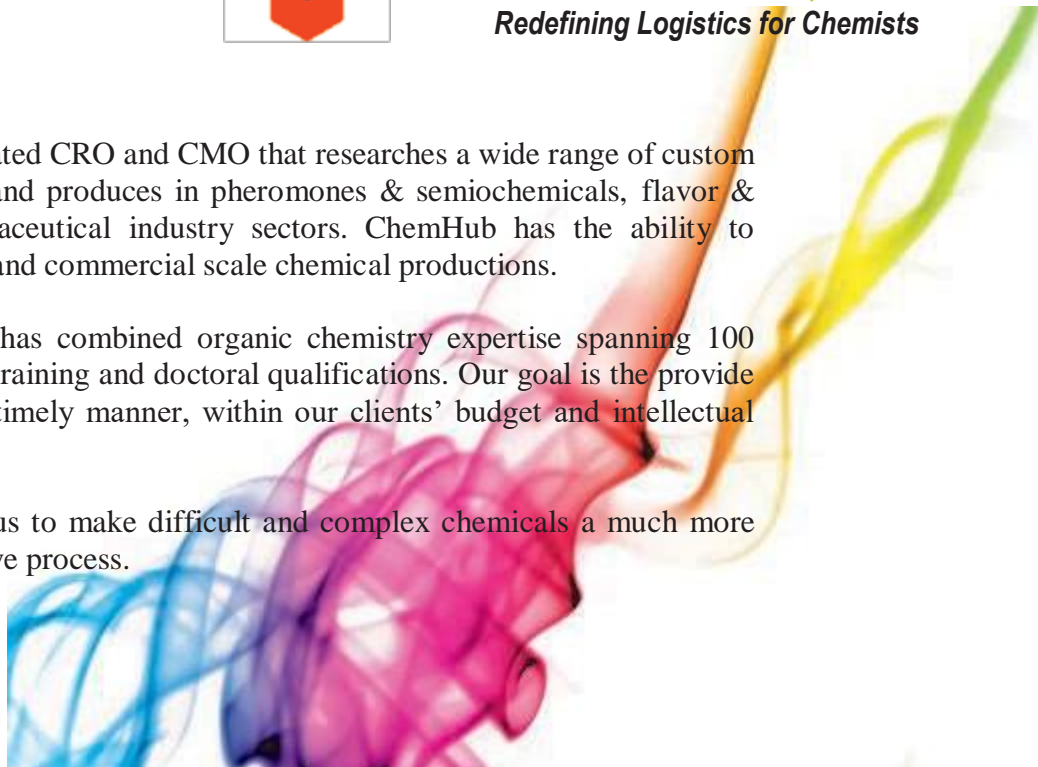 Redefining Logistics for Chemists
ated CRO and CMO that researches a wide range of custom
and produces in pheromones & semiochemicals, flavor &
aceutical industry sectors. ChemHub has the ability to
and commercial scale chemical productions.
has combined organic chemistry expertise spanning 100
raining and doctoral qualifications. Our goal is the provide
timely manner, within our clients' budget and intellectual
us to make difficult and complex chemicals a much more
ve process.